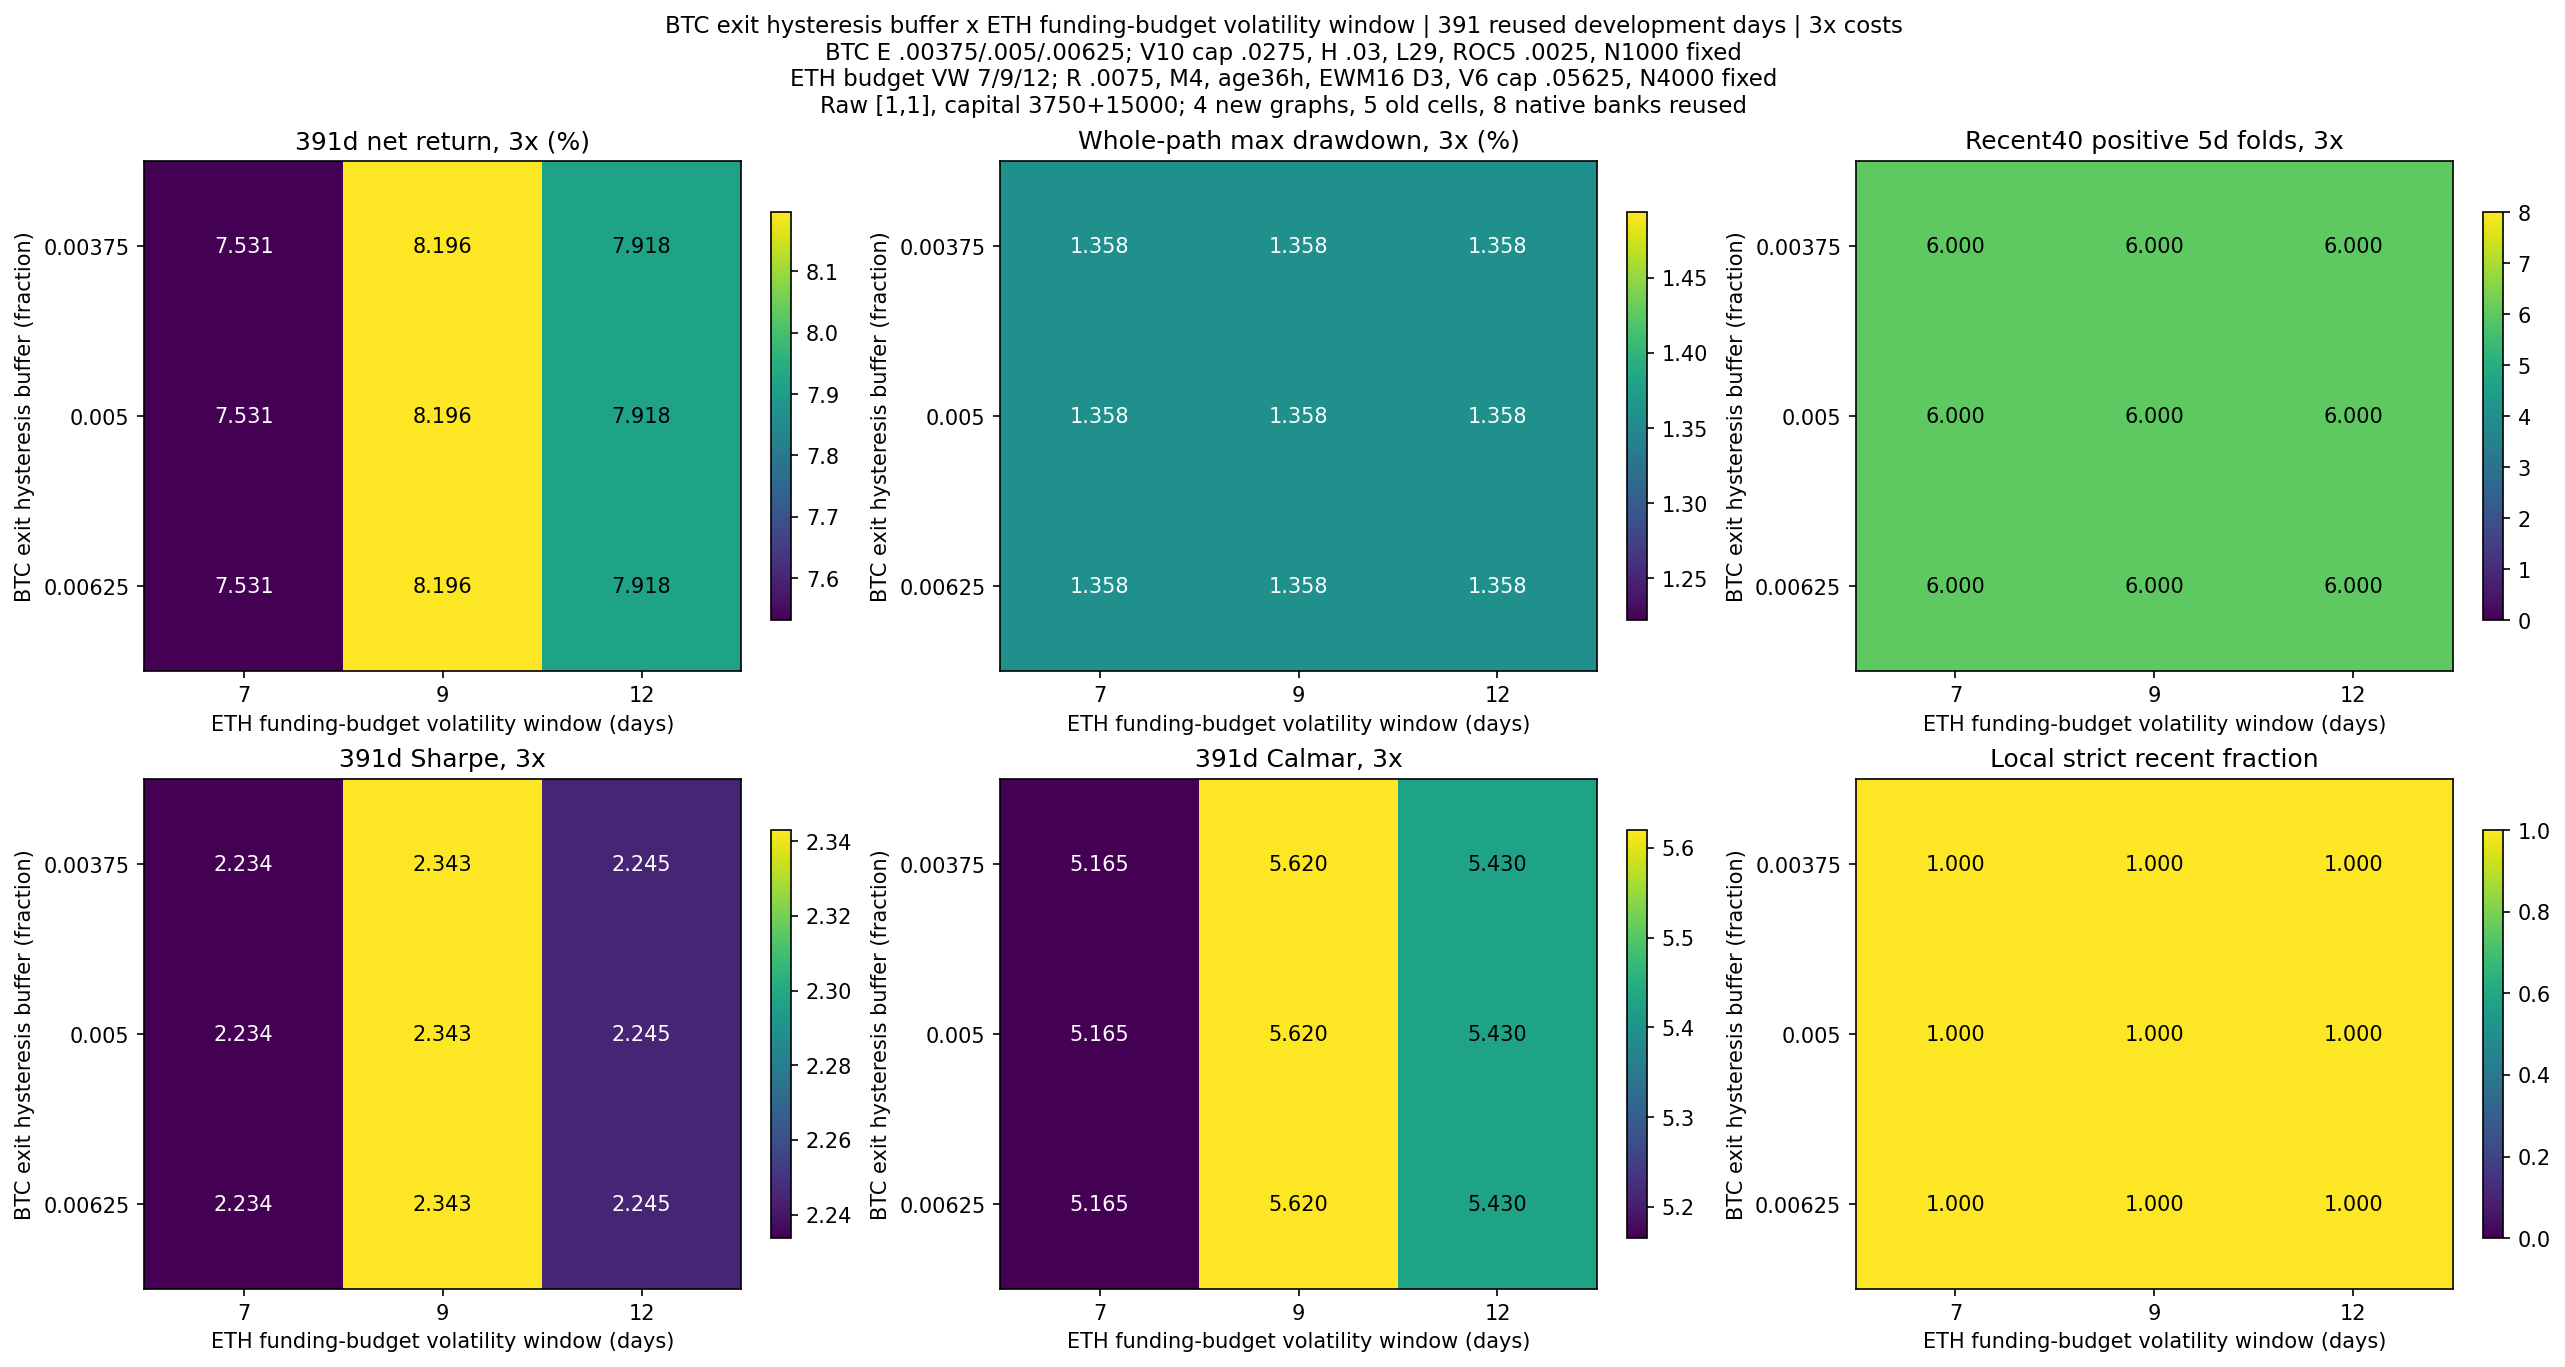 BTC exit hysteresis buffer x ETH funding-budget volatility window | 391 reused development days | 3x costs
BTC E .00375/.005/.00625; V10 cap .0275, H .03, L29, ROC5 .0025, N1000 fixed
ETH budget VW 7/9/12; R .0075, M4, age36h, EWM16 D3, V6 cap .05625, N4000 fixed
Raw [1,1], capital 3750+15000; 4 new graphs, 5 old cells, 8 native banks reused
391d net return, 3x (%)
BTC exit hysteresis buffer (fraction)
0.00375
0.005
0.00625
7.531 8.196 7.918
7.531 8.196 7.918
7.531 8.196 7.918
7 9 12
ETH funding-budget volatility window (days)
8.1
8.0
7.9
7.8
7.7
7.6
Whole-path max drawdown, 3x (%)
BTC exit hysteresis buffer (fraction)
0.00375
0.005
0.00625
1.358 1.358 1.358
1.358 1.358 1.358
1.358 1.358 1.358
7 9 12
ETH funding-budget volatility window (days)
1.45
1.40
1.35
1.30
1.25
Recent40 positive 5d folds, 3x
BTC exit hysteresis buffer (fraction)
0.00375
0.005
0.00625
6.000 6.000 6.000
6.000 6.000 6.000
6.000 6.000 6.000
7 9 12
ETH funding-budget volatility window (days)
8
7
6
5
4
3
2
1
0
391d Sharpe, 3x
BTC exit hysteresis buffer (fraction)
0.00375
0.005
0.00625
2.234 2.343 2.245
2.234 2.343 2.245
2.234 2.343 2.245
7 9 12
ETH funding-budget volatility window (days)
2.34
2.32
2.30
2.28
2.26
2.24
391d Calmar, 3x
BTC exit hysteresis buffer (fraction)
0.00375
0.005
0.00625
5.165 5.620 5.430
5.165 5.620 5.430
5.165 5.620 5.430
7 9 12
ETH funding-budget volatility window (days)
5.6
5.5
5.4
5.3
5.2
Local strict recent fraction
BTC exit hysteresis buffer (fraction)
0.00375
0.005
0.00625
1.000 1.000 1.000
1.000 1.000 1.000
1.000 1.000 1.000
7 9 12
ETH funding-budget volatility window (days)
1.0
0.8
0.6
0.4
0.2
0.0